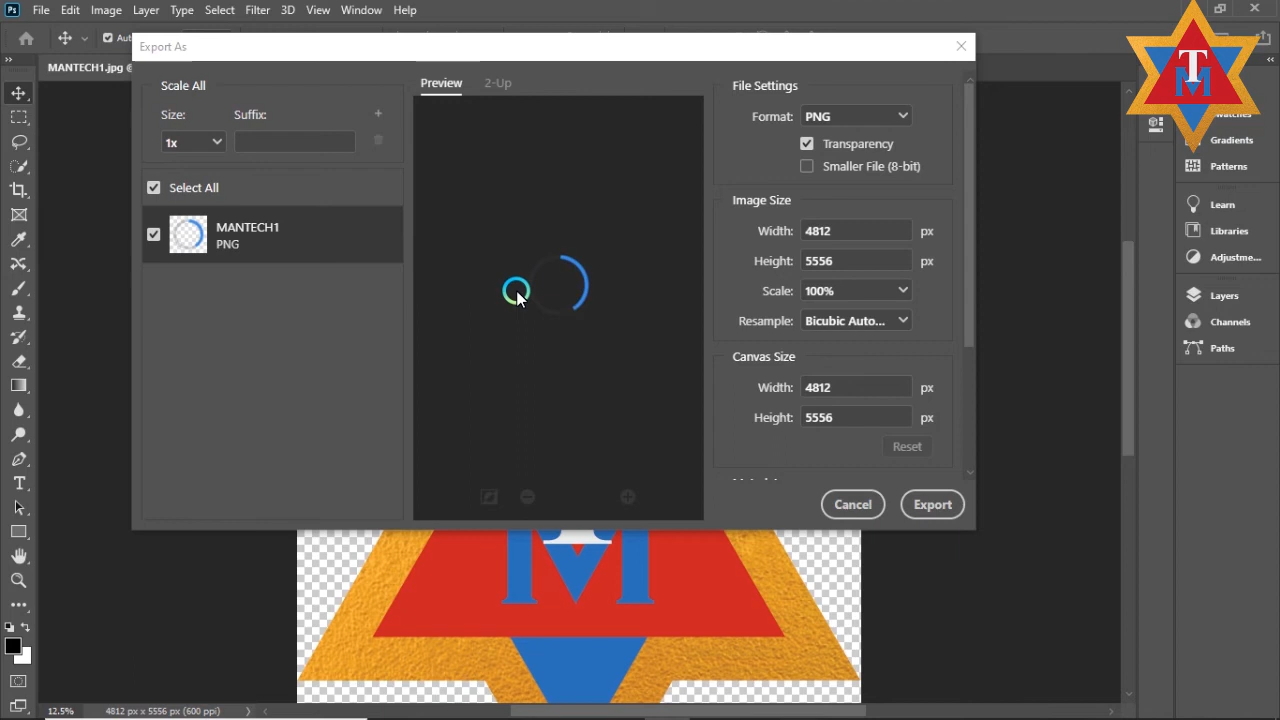 Ps File Edit Image Layer Type Select Filter 3D View Window Help
Export As
MANTECH1.jpg @
Scale All
Size: Suffix:
1x
Select All
MANTECH1
PNG
Preview 2-Up
File Settings
Format: PNG
Transparency
Smaller File (8-bit)
Image Size
Width: 4812 px
Height: 5556 px
Scale: 100%
Resample: Bicubic Auto...
Canvas Size
Width: 4812 px
Height: 5556 px
Reset
Cancel Export
T
M
Gradients
Patterns
Learn
Libraries
Adjustme...
Layers
Channels
Paths
M
12.5% 4812 px x 5556 px (600 ppi)